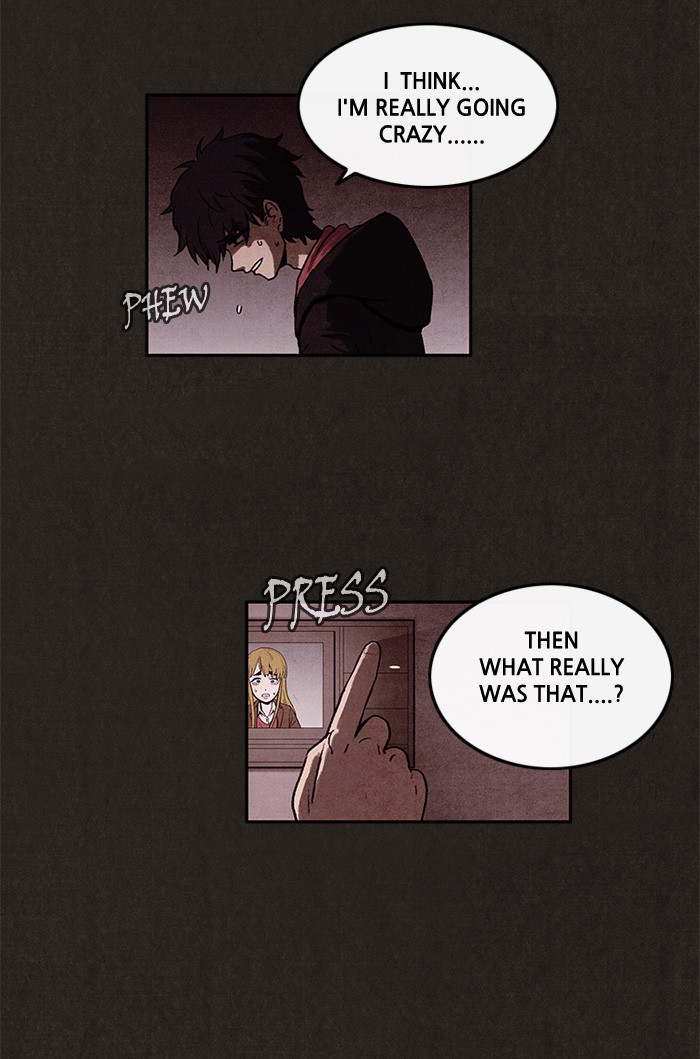 I THINK...
I'M REALLY GOING
CRAZY......
PHEW
PRESS
THEN
WHAT REALLY
WAS THAT....?